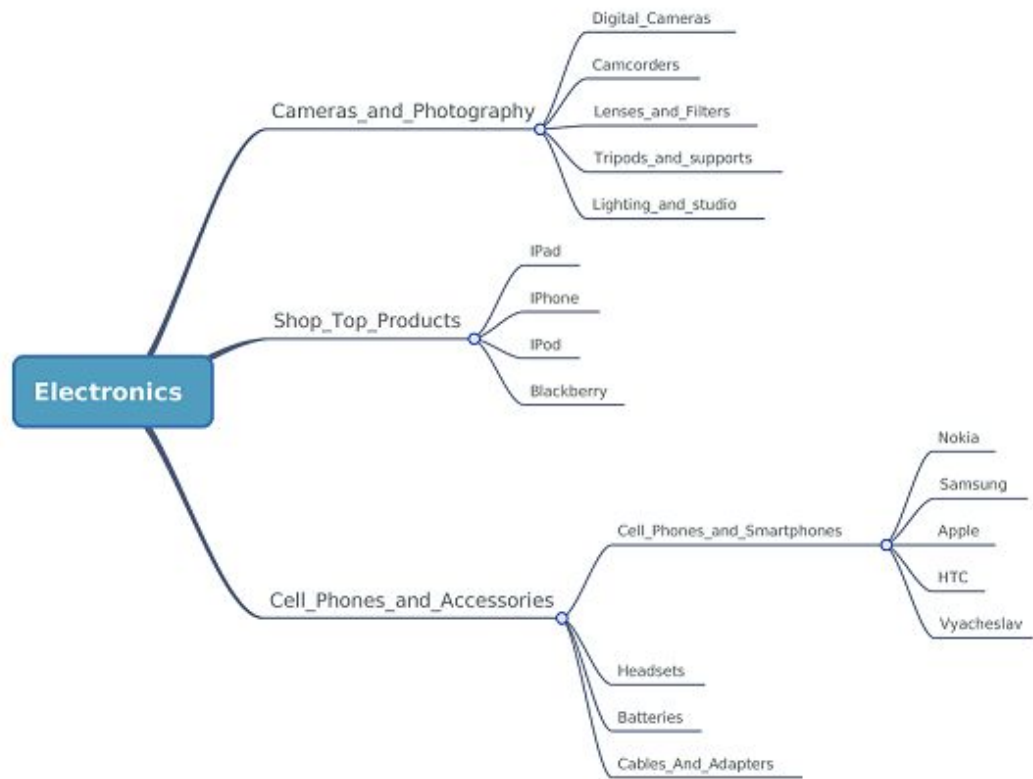 Digital_Cameras
Camcorders
Cameras_and_Photography
Lenses_and_Filters
Tripods_and_supports
Lighting_and_studio
IPad
IPhone
Shop_Top_Products
IPod
Blackberry
Electronics
Nokia
Samsung
Cell_Phones_and_Smartphones
Apple
HTC
Cell_Phones_and_Accessories
Vyacheslav
Headsets
Batteries
Cables_And_Adapters